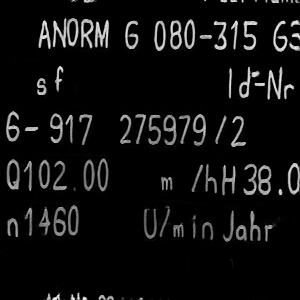 ANORM G 080-315 G3
sf Id-Nr
6-917 275979/2
Q102.00 m /hH38.0
n1460 U/min Jahr